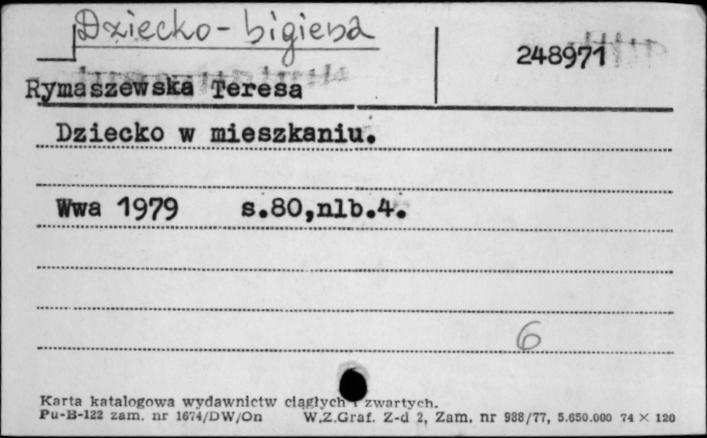 Dziecko - higiena
248971
Rymaszewska Teresa
Dziecko w mieszkaniu.
Wwa 1979 s.80,nlb.4.
6
Karta katalogowa wydawnictw ciągłych i zwartych.
Pu-B-122 zam. nr 1674/DW/On W.Z.Graf. Z-d 2, Zam. nr 988/77, 5.650.000 74 × 120